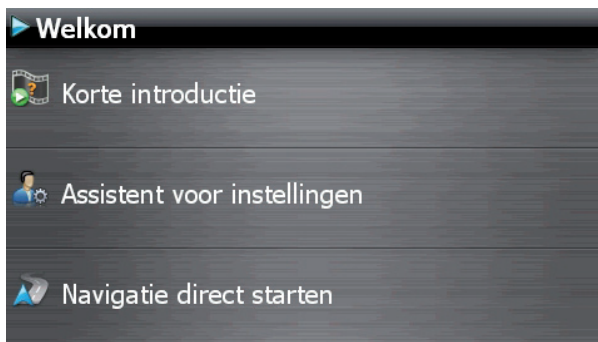 Welkom
Korte introductie
Assistent voor instellingen
Navigatie direct starten